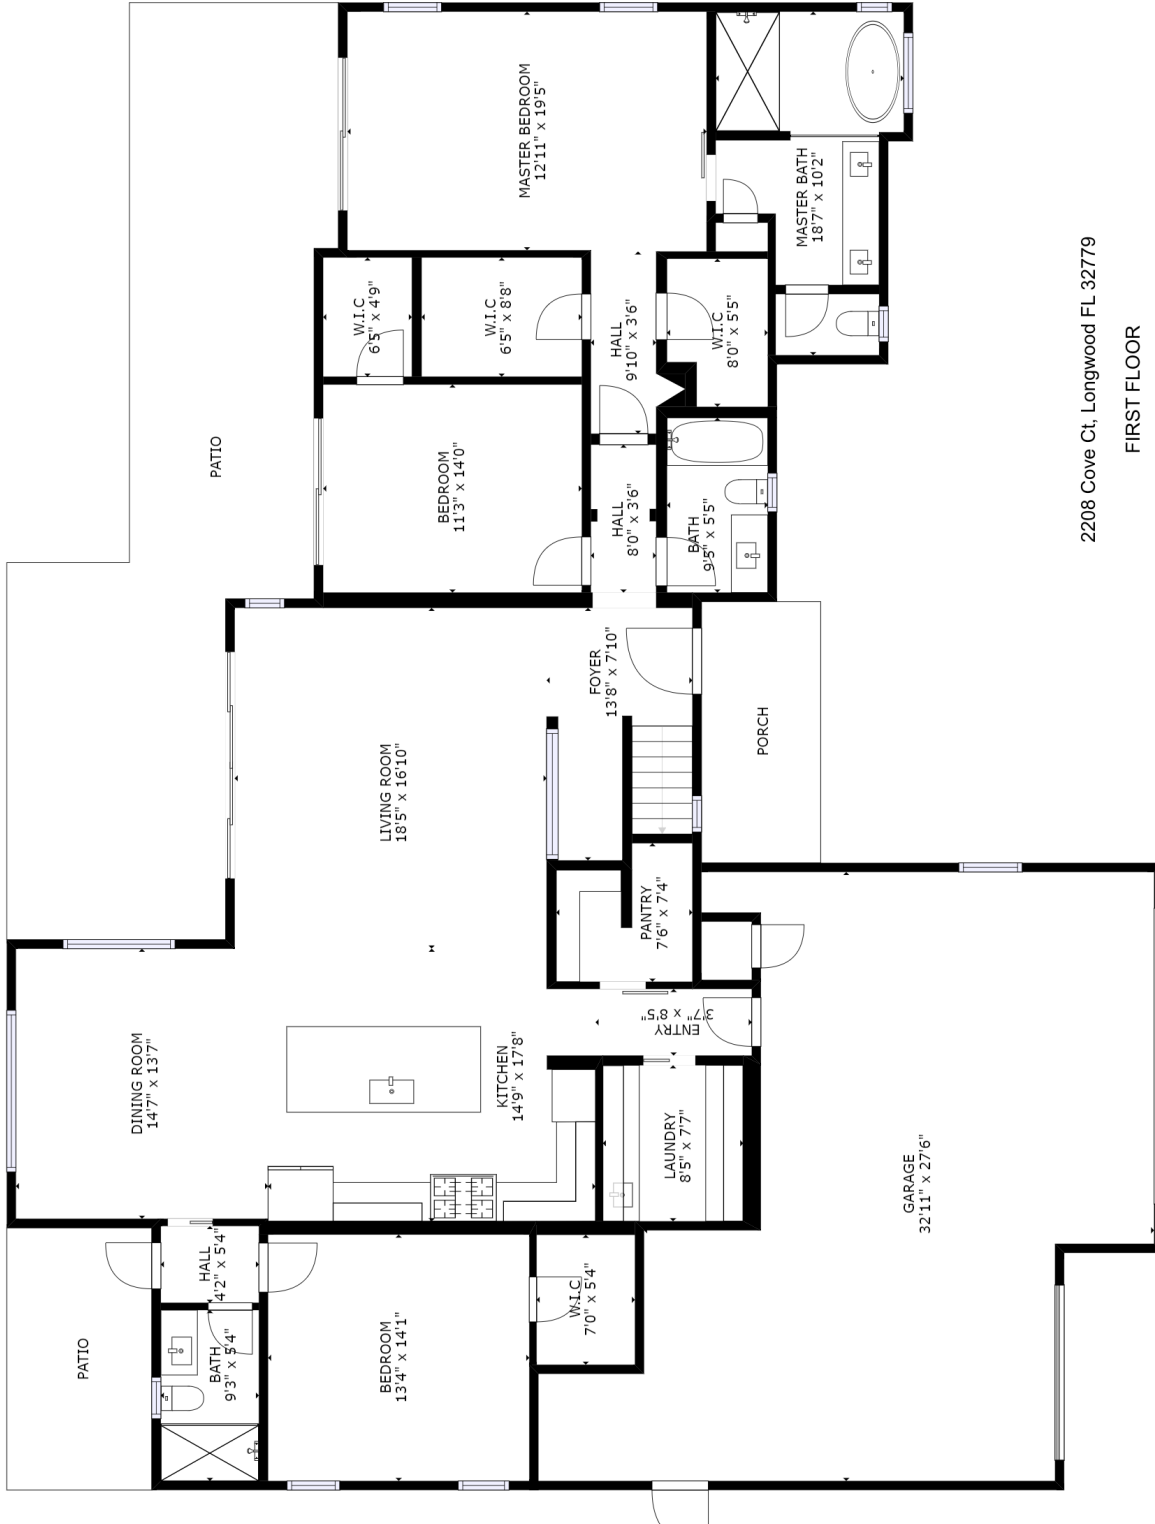 MASTER BEDROOM
12'11" x 19'5"
MASTER BATH
18'7" x 10'2"
W.I.C
6'5" x 4'9"
W.I.C
6'5" x 8'8"
HALL
9'10" x 3'6"
W.I.C
8'0" x 5'5"
PATIO
BEDROOM
11'3" x 14'0"
HALL
8'0" x 3'6"
BATH
9'5" x 5'5"
2208 Cove Ct, Longwood FL 32779
FIRST FLOOR
FOYER
13'8" x 7'10"
LIVING ROOM
18'5" x 16'10"
PORCH
PANTRY
7'6" x 7'4"
ENTRY
3'7" x 8'5"
DINING ROOM
14'7" x 13'7"
KITCHEN
14'9" x 17'8"
LAUNDRY
8'5" x 7'7"
GARAGE
32'11" x 27'6"
HALL
4'2" x 5'4"
PATIO
BATH
9'3" x 5'4"
BEDROOM
13'4" x 14'1"
W.I.C
7'0" x 5'4"